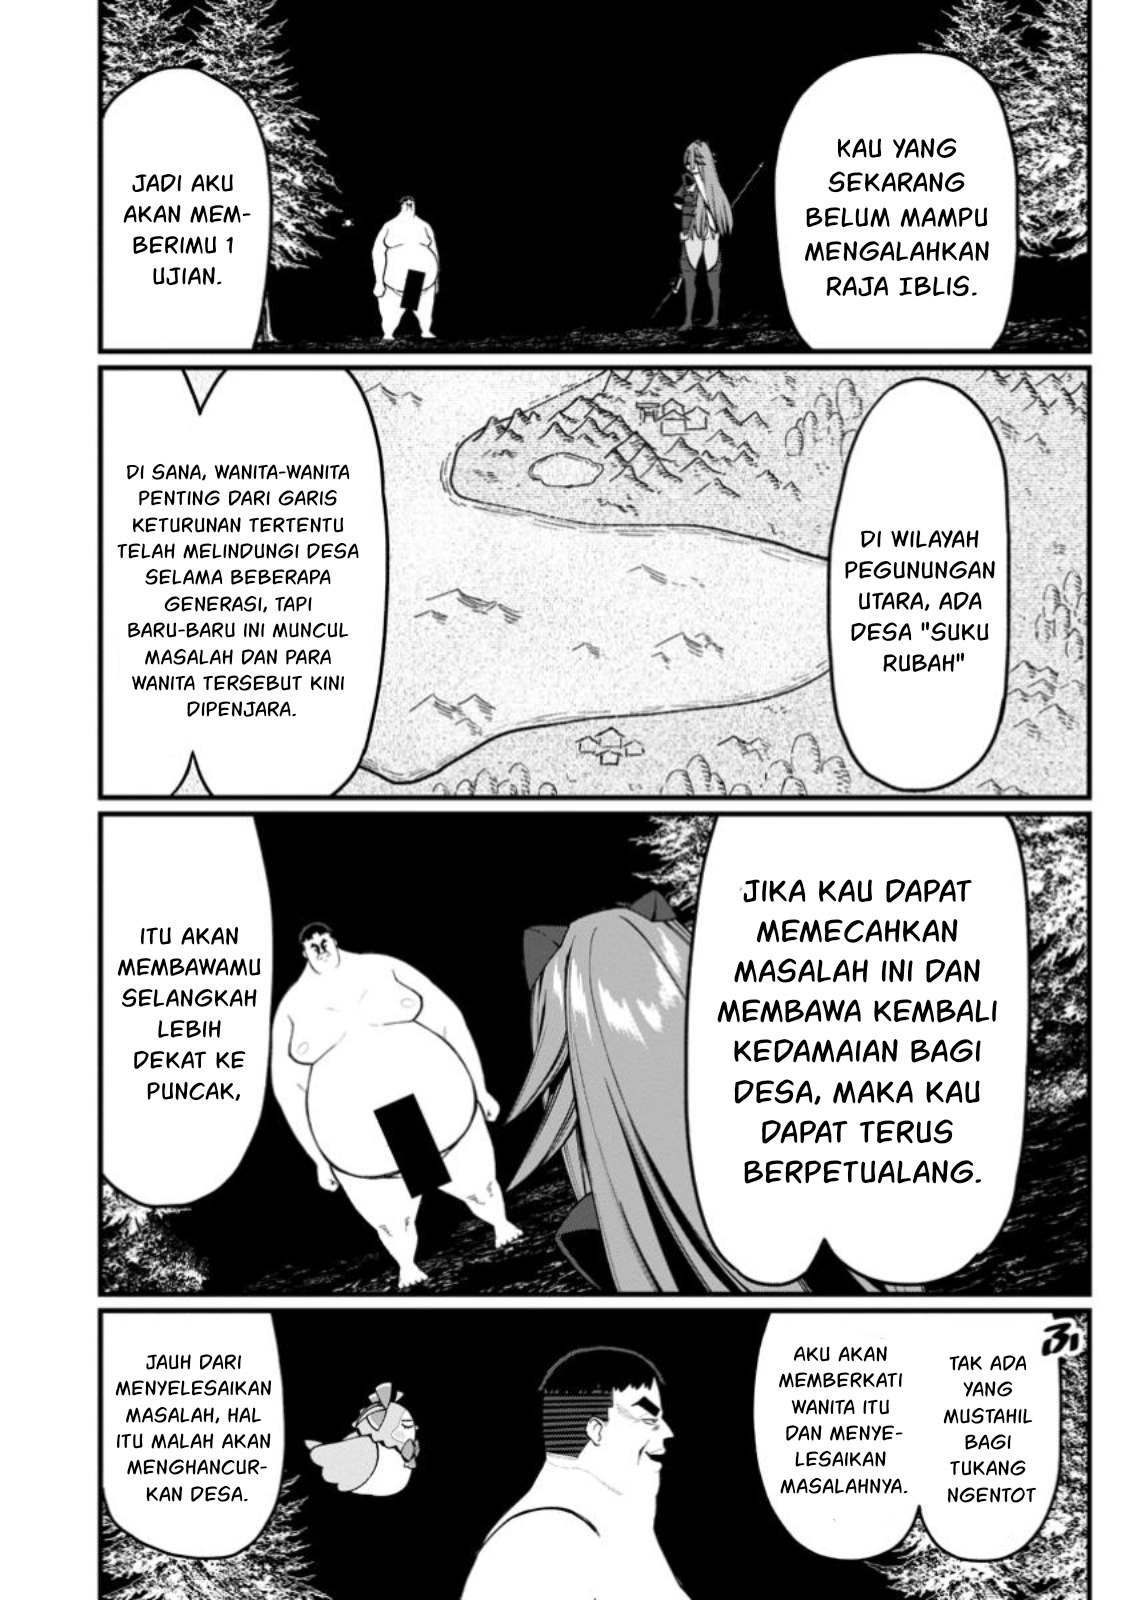 KAU YANG
SEKARANG
BELUM MAMPU
MENGALAHKAN
RAJA IBLIS.
JADI AKU
AKAN MEM-
BERIMU 1
UJIAN.
DI WILAYAH
PEGUNUNGAN
UTARA, ADA
DESA "SUKU
RUBAH"
DI SANA, WANITA-WANITA
PENTING DARI GARIS
KETURUNAN TERTENTU
TELAH MELINDUNGI DESA
SELAMA BEBERAPA
GENERASI, TAPI
BARU-BARU INI MUNCUL
MASALAH DAN PARA
WANITA TERSEBUT KINI
DIPENJARA.
JIKA KAU DAPAT
MEMECAHKAN
MASALAH INI DAN
MEMBAWA KEMBALI
KEDAMAIAN BAGI
DESA, MAKA KAU
DAPAT TERUS
BERPETUALANG.
ITU AKAN
MEMBAWAMU
SELANGKAH
LEBIH
DEKAT KE
PUNCAK,
ふ
TAK ADA
YANG
MUSTAHIL
BAGI
TUKANG
NGENTOT
AKU AKAN
MEMBERKATI
WANITA ITU
DAN MENYE-
LESAIKAN
MASALAHNYA.
JAUH DARI
MENYELESAIKAN
MASALAH, HAL
ITU MALAH AKAN
MENGHANCUR-
KAN DESA.